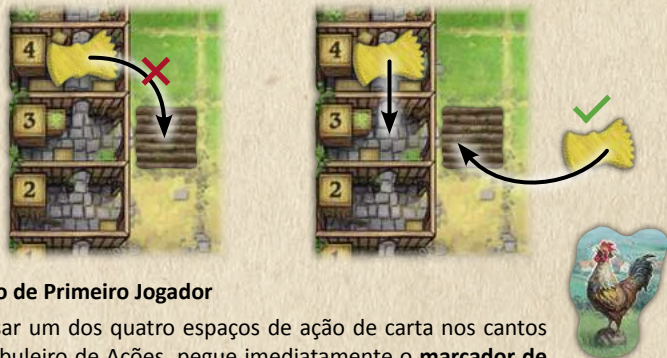 4
3
2
4
3
2
o de Primeiro Jogador
ar um dos quatro espaços de ação de carta nos cantos
buleiro de Ações, pegue imediatamente o marcador de